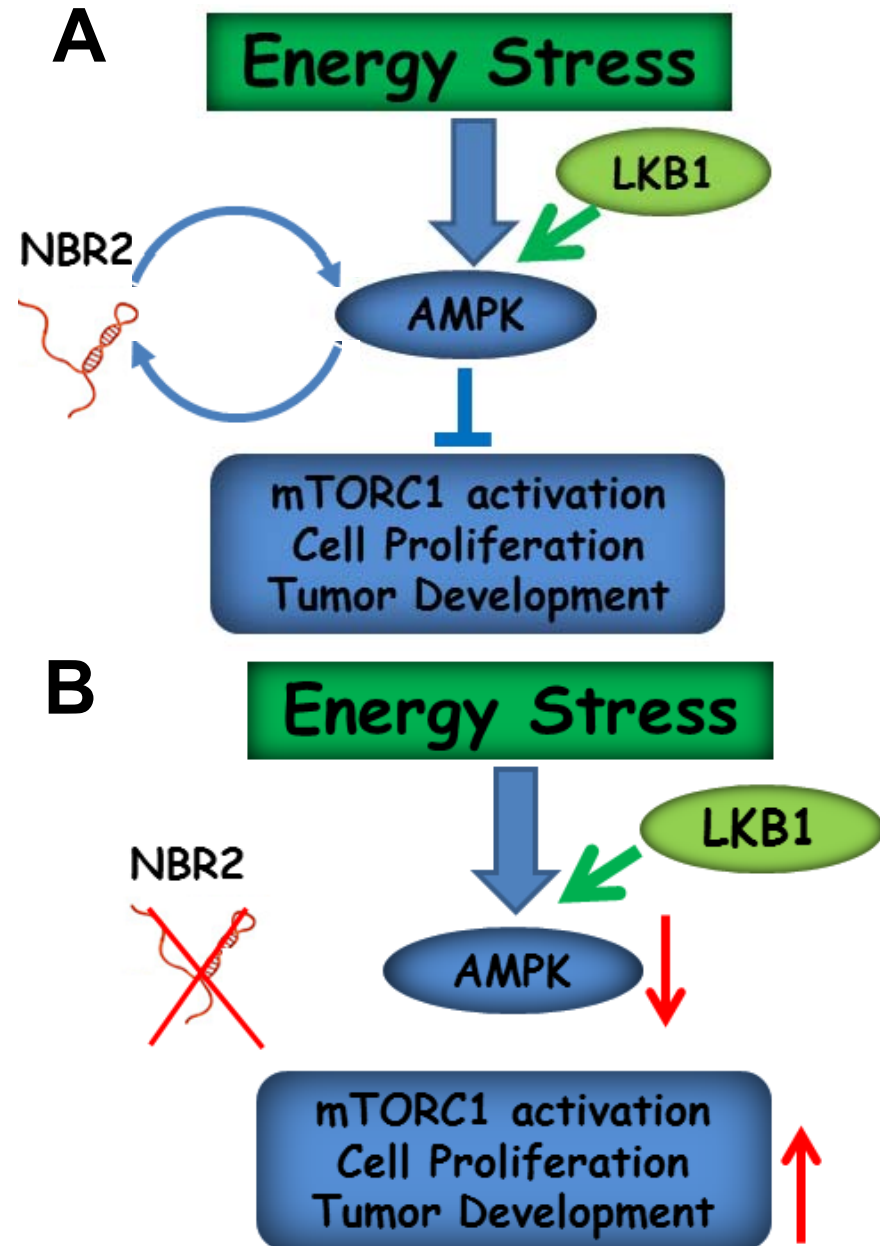 A
Energy Stress
LKB1
NBR2
AMPK
mTORC1 activation
Cell Proliferation
Tumor Development
B
Energy Stress
LKB1
NBR2
AMPK
mTORC1 activation
Cell Proliferation
Tumor Development